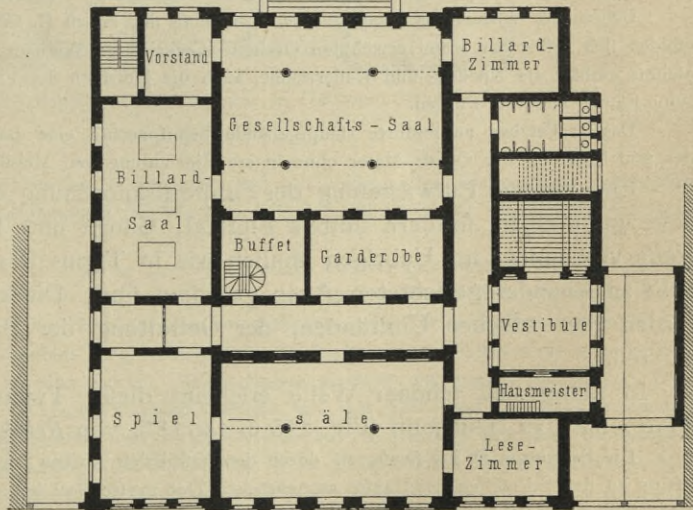 Vorstand
Billard-
Zimmer
Gesellschafts-Saal
Billard-
Saal
Buffet
Garderobe
Vestibule
Hausmeister
Spiel — säle
Lese-
Zimmer